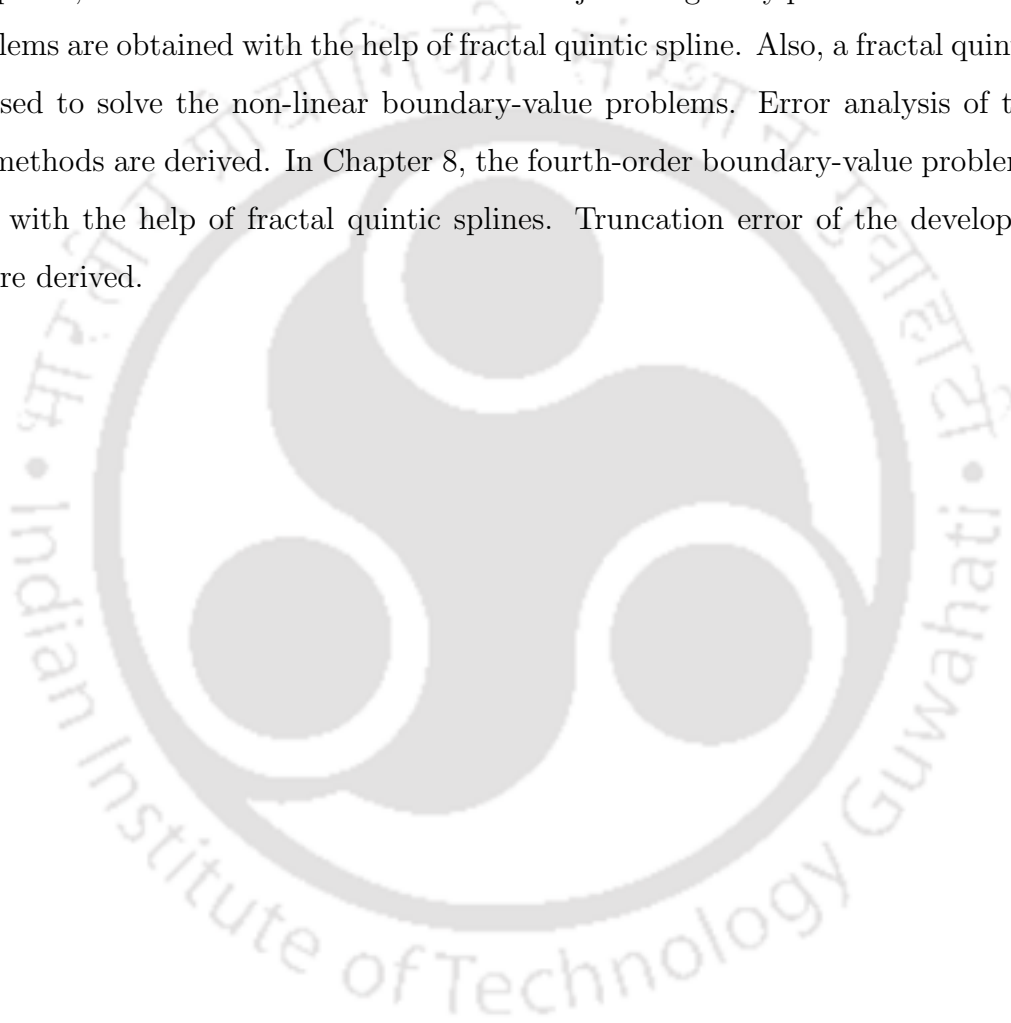 lems are obtained with the help of fractal quintic spline. Also, a fractal quin
sed to solve the non-linear boundary-value problems. Error analysis of t
methods are derived. In Chapter 8, the fourth-order boundary-value proble
with the help of fractal quintic splines. Truncation error of the develop
re derived.
Indian Institute of Technology Guwahati